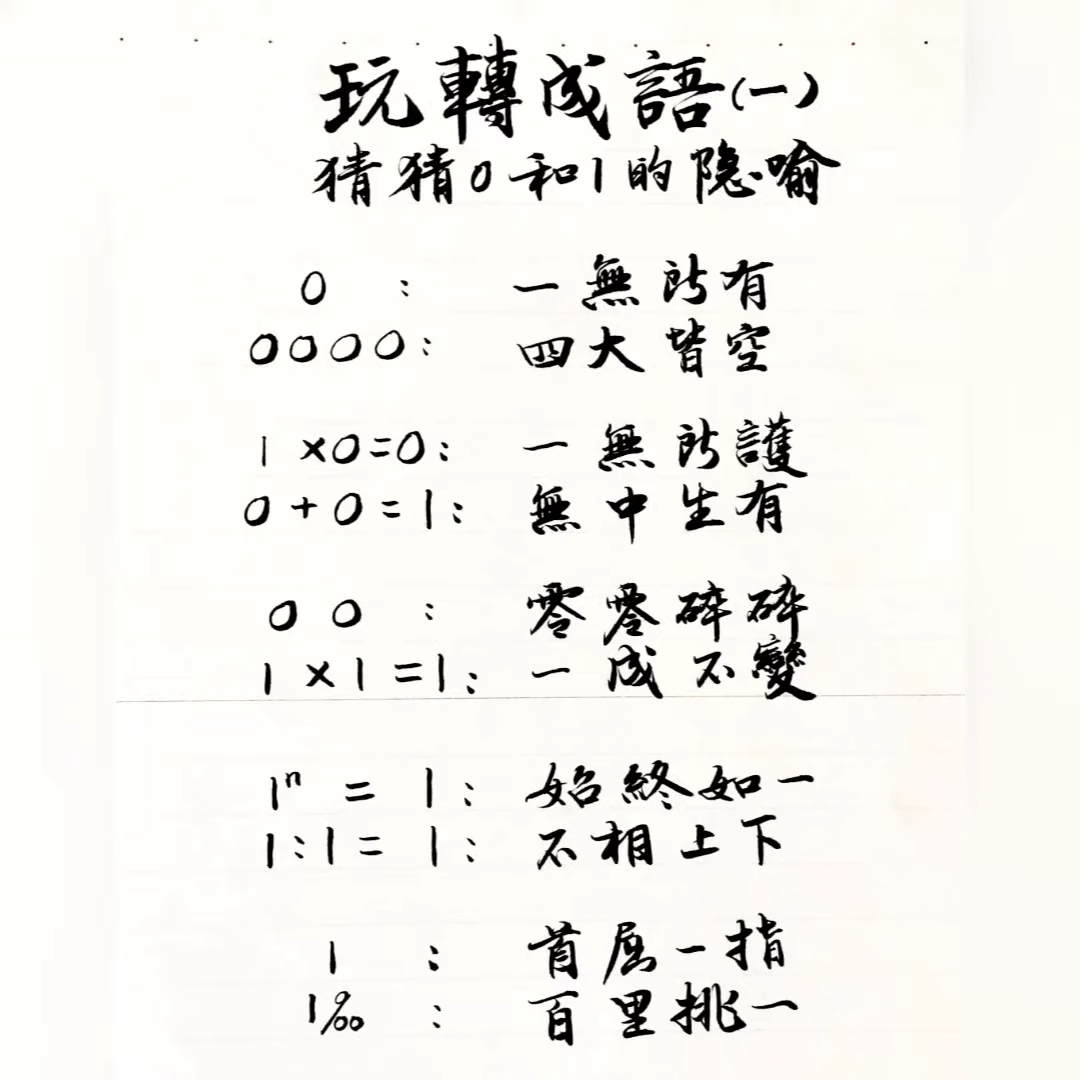 玩轉成語(一)
猜猜0和1的隐喻
0 : 一無所有
0000: 四大皆空
1×0=0: 一無所護
0+0=1: 無中生有
00 : 零零碎碎
1×1=1: 一成不變
1ⁿ = 1: 始終如一
1:1= 1: 不相上下
1 : 首屈一指
1‱ : 百里挑一